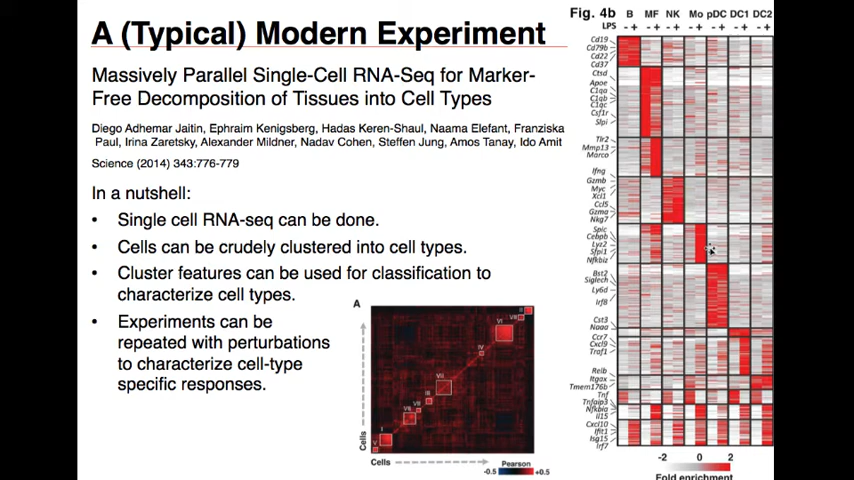 A (Typical) Modern Experiment
Massively Parallel Single-Cell RNA-Seq for Marker-
Free Decomposition of Tissues into Cell Types
Diego Adhemar Jaitin, Ephraim Kenigsberg, Hadas Keren-Shaul, Naama Elefant, Franziska
Paul, Irina Zaretsky, Alexander Mildner, Nadav Cohen, Steffen Jung, Amos Tanay, Ido Amit
Science (2014) 343:776-779
In a nutshell:
• Single cell RNA-seq can be done.
• Cells can be crudely clustered into cell types.
• Cluster features can be used for classification to
characterize cell types.
• Experiments can be
repeated with perturbations
to characterize cell-type
specific responses.
A
VI
IV
VII
III
I
V
Cells
Cells
Pearson
-0.5 +0.5
Fig. 4b
B MF NK Mo pDC DC1 DC2
LPS - + - + - + - + - + - + - +
Cd19
Cd79b
Cd22
Cd37
Ctsd
Apoe
C1qa
C1qb
C1qc
Csf1r
Slpi
Tlr2
Mmp13
Marco
Ifng
Gzmb
Myc
Xcl1
Ccl5
Gzma
Nkg7
Spic
Cebpb
Lyz2
Sfpi1
Nfkbiz
Bst2
Siglech
Ly6d
Irf8
Cst3
Naaa
Ccr7
Cxcl9
Traf1
Relb
Itgax
Tmem176b
Tnf
Tnfaip3
Nfkbia
Il15
Cxcl10
Ifit1
Isg15
Irf7
-2 0 2
Fold enrichment